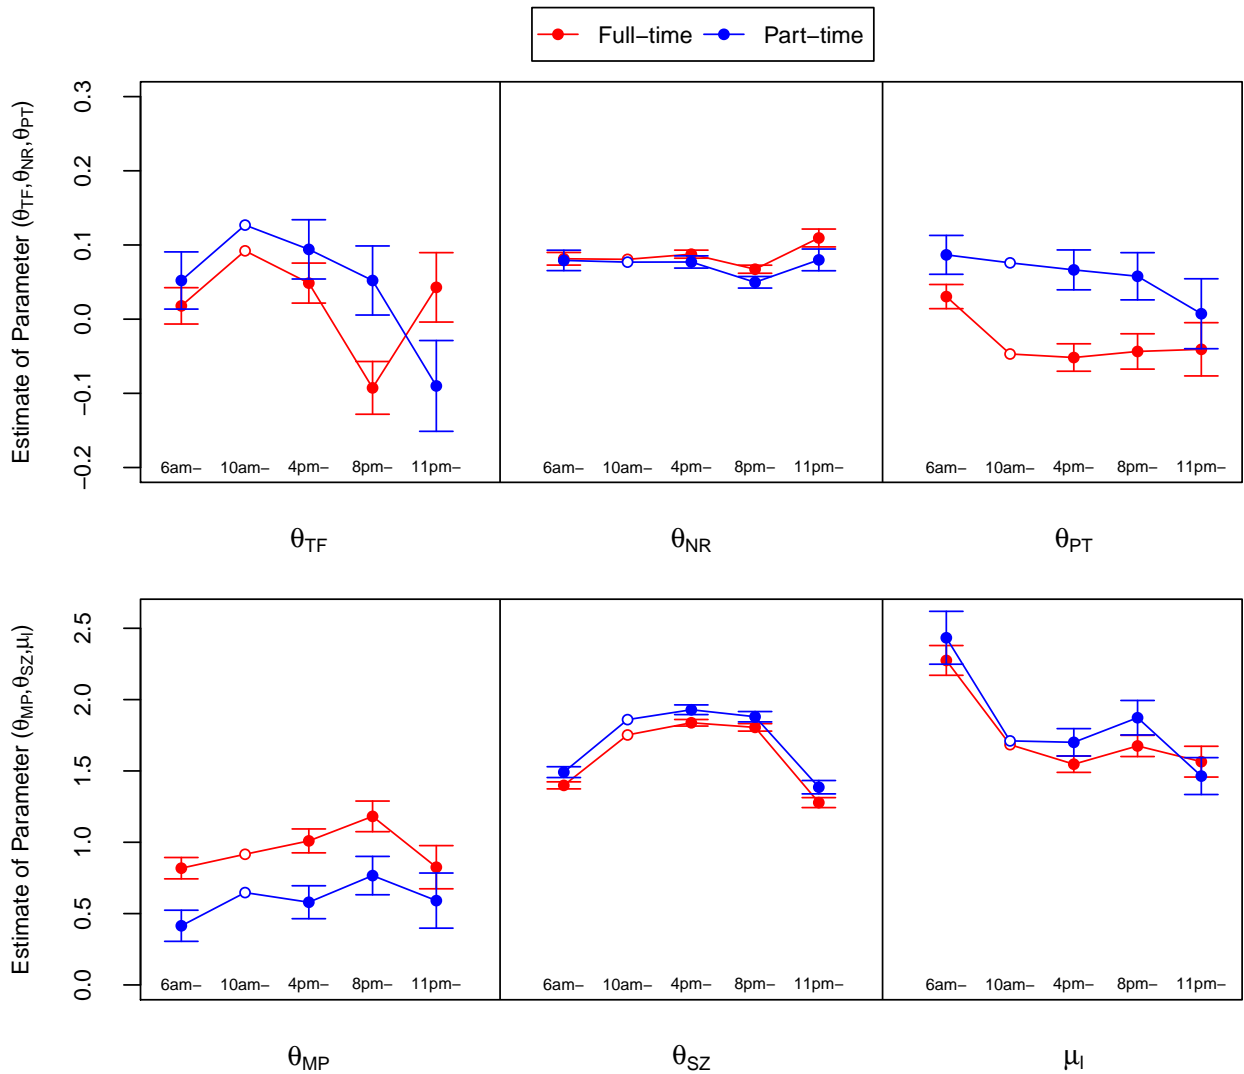 Full−time Part−time
Estimate of Parameter (θTF,θNR,θPT)
0.3
0.2
0.1
0.0
−0.1
−0.2
6am− 10am− 4pm− 8pm− 11pm− 6am− 10am− 4pm− 8pm− 11pm− 6am− 10am− 4pm− 8pm− 11pm−
θTF θNR θPT
Estimate of Parameter (θMP,θSZ,μI)
2.5
2.0
1.5
1.0
0.5
0.0
6am− 10am− 4pm− 8pm− 11pm− 6am− 10am− 4pm− 8pm− 11pm− 6am− 10am− 4pm− 8pm− 11pm−
θMP θSZ μI